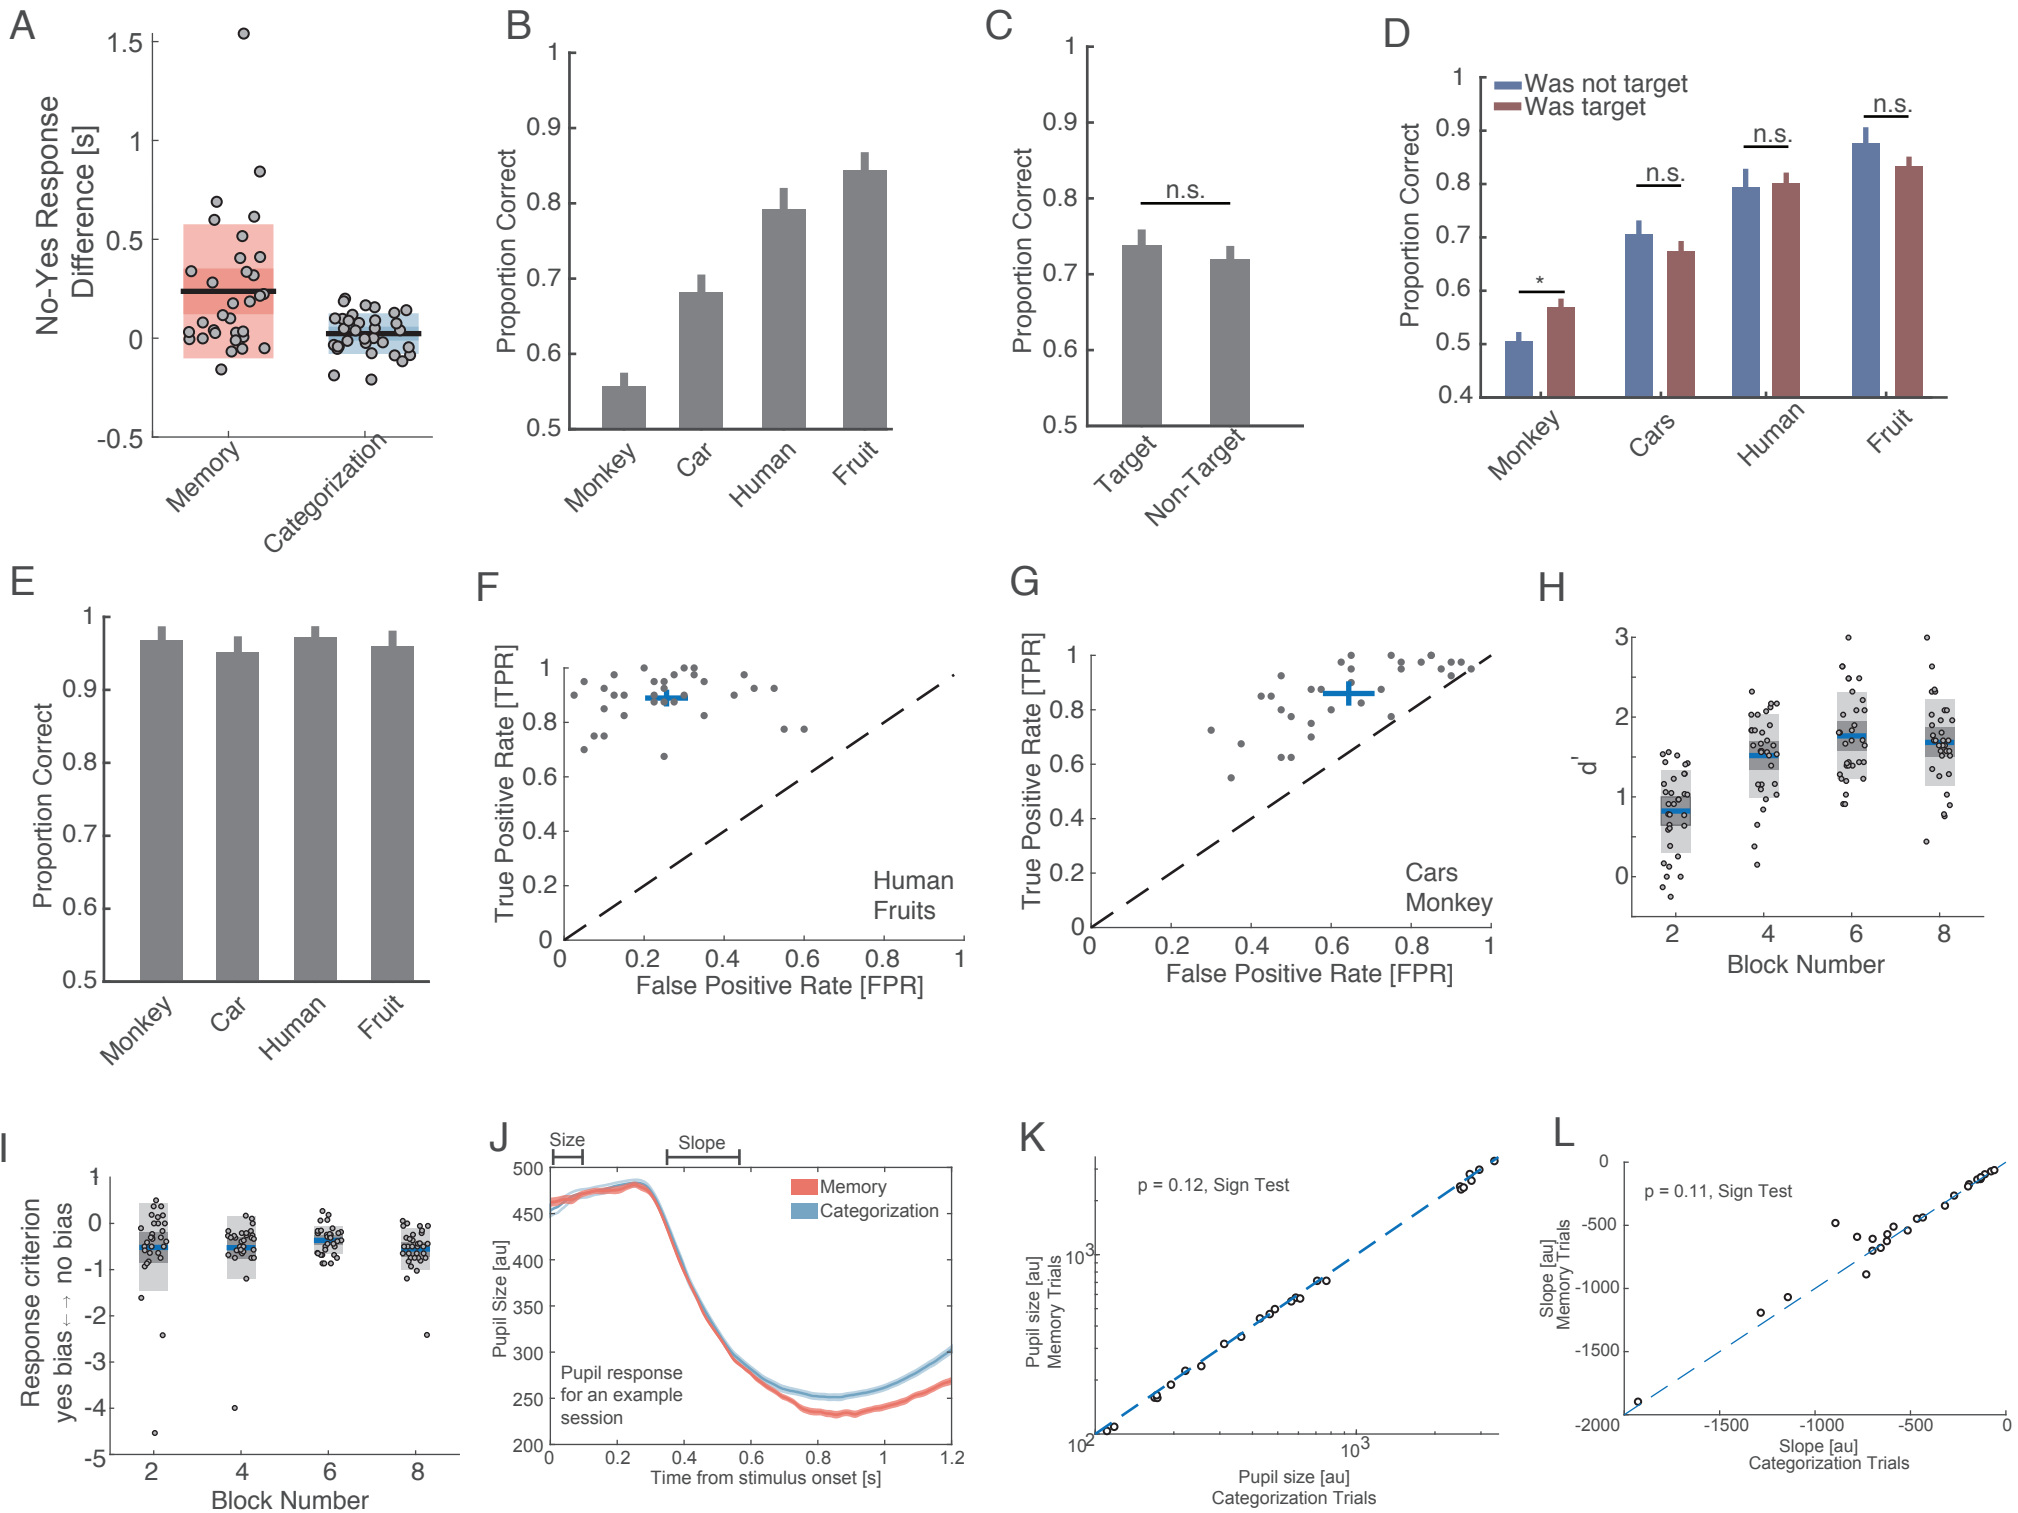 A
No-Yes Response
Difference [s]
1.5
1
0.5
0
-0.5
Memory
Categorization
B
Proportion Correct
1
0.9
0.8
0.7
0.6
0.5
Monkey
Car
Human
Fruit
C
Proportion Correct
1
0.9
0.8
0.7
0.6
0.5
n.s.
Target
Non-Target
D
Proportion Correct
1
0.9
0.8
0.7
0.6
0.5
0.4
Was not target
Was target
*
n.s.
n.s.
n.s.
Monkey
Cars
Human
Fruit
E
Proportion Correct
1
0.9
0.8
0.7
0.6
0.5
Monkey
Car
Human
Fruit
F
True Positive Rate [TPR]
1
0.8
0.6
0.4
0.2
0
Human
Fruits
0 0.2 0.4 0.6 0.8 1
False Positive Rate [FPR]
G
True Positive Rate [TPR]
1
0.8
0.6
0.4
0.2
0
Cars
Monkey
0 0.2 0.4 0.6 0.8 1
False Positive Rate [FPR]
H
d'
3
2
1
0
2 4 6 8
Block Number
I
Response criterion
yes bias ←→ no bias
1
0
-1
-2
-3
-4
-5
2 4 6 8
Block Number
J
Size
Slope
Pupil Size [au]
500
450
400
350
300
250
200
Memory
Categorization
Pupil response
for an example
session
0 0.2 0.4 0.6 0.8 1 1.2
Time from stimulus onset [s]
K
p = 0.12, Sign Test
Pupil size [au]
Memory Trials
10³
10²
10³
Pupil size [au]
Categorization Trials
L
p = 0.11, Sign Test
Slope [au]
Memory Trials
0
-500
-1000
-1500
-2000
-1500 -1000 -500 0
Slope [au]
Categorization Trials